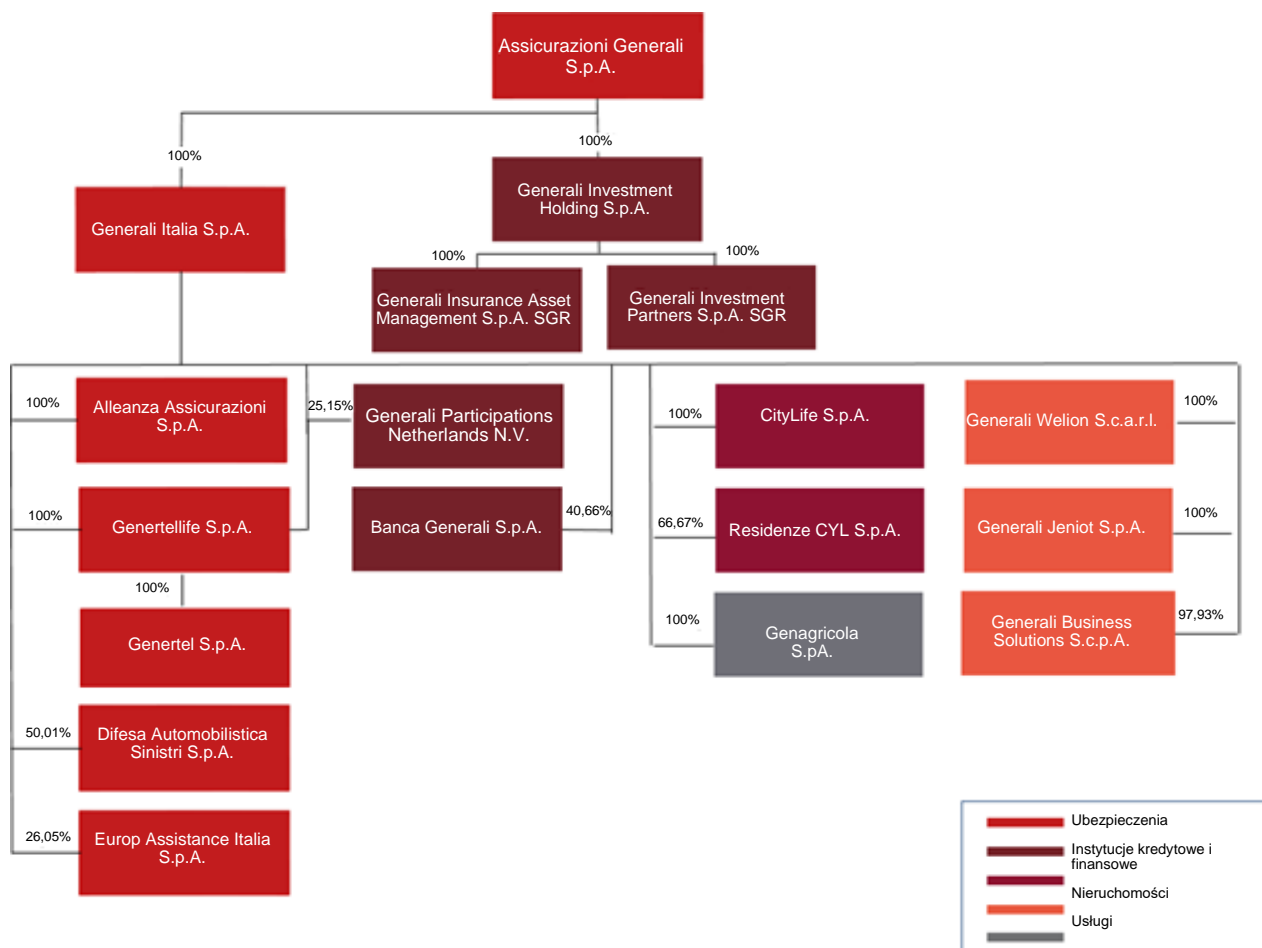 Assicurazioni Generali
S.p.A.
100%
100%
Generali Italia S.p.A.
Generali Investment
Holding S.p.A.
100%
100%
Generali Insurance Asset
Management S.p.A. SGR
Generali Investment
Partners S.p.A. SGR
100%
Alleanza Assicurazioni
S.p.A.
25,15%
Generali Participations
Netherlands N.V.
100%
CityLife S.p.A.
Generali Welion S.c.a.r.l.
100%
100%
Genertellife S.p.A.
Banca Generali S.p.A.
40,66%
66,67%
Residenze CYL S.p.A.
Generali Jeniot S.p.A.
100%
100%
Genertel S.p.A.
100%
Genagricola
S.pA.
Generali Business
Solutions S.c.p.A.
97,93%
50,01%
Difesa Automobilistica
Sinistri S.p.A.
26,05%
Europ Assistance Italia
S.p.A.
Ubezpieczenia
Instytucje kredytowe i
finansowe
Nieruchomości
Usługi